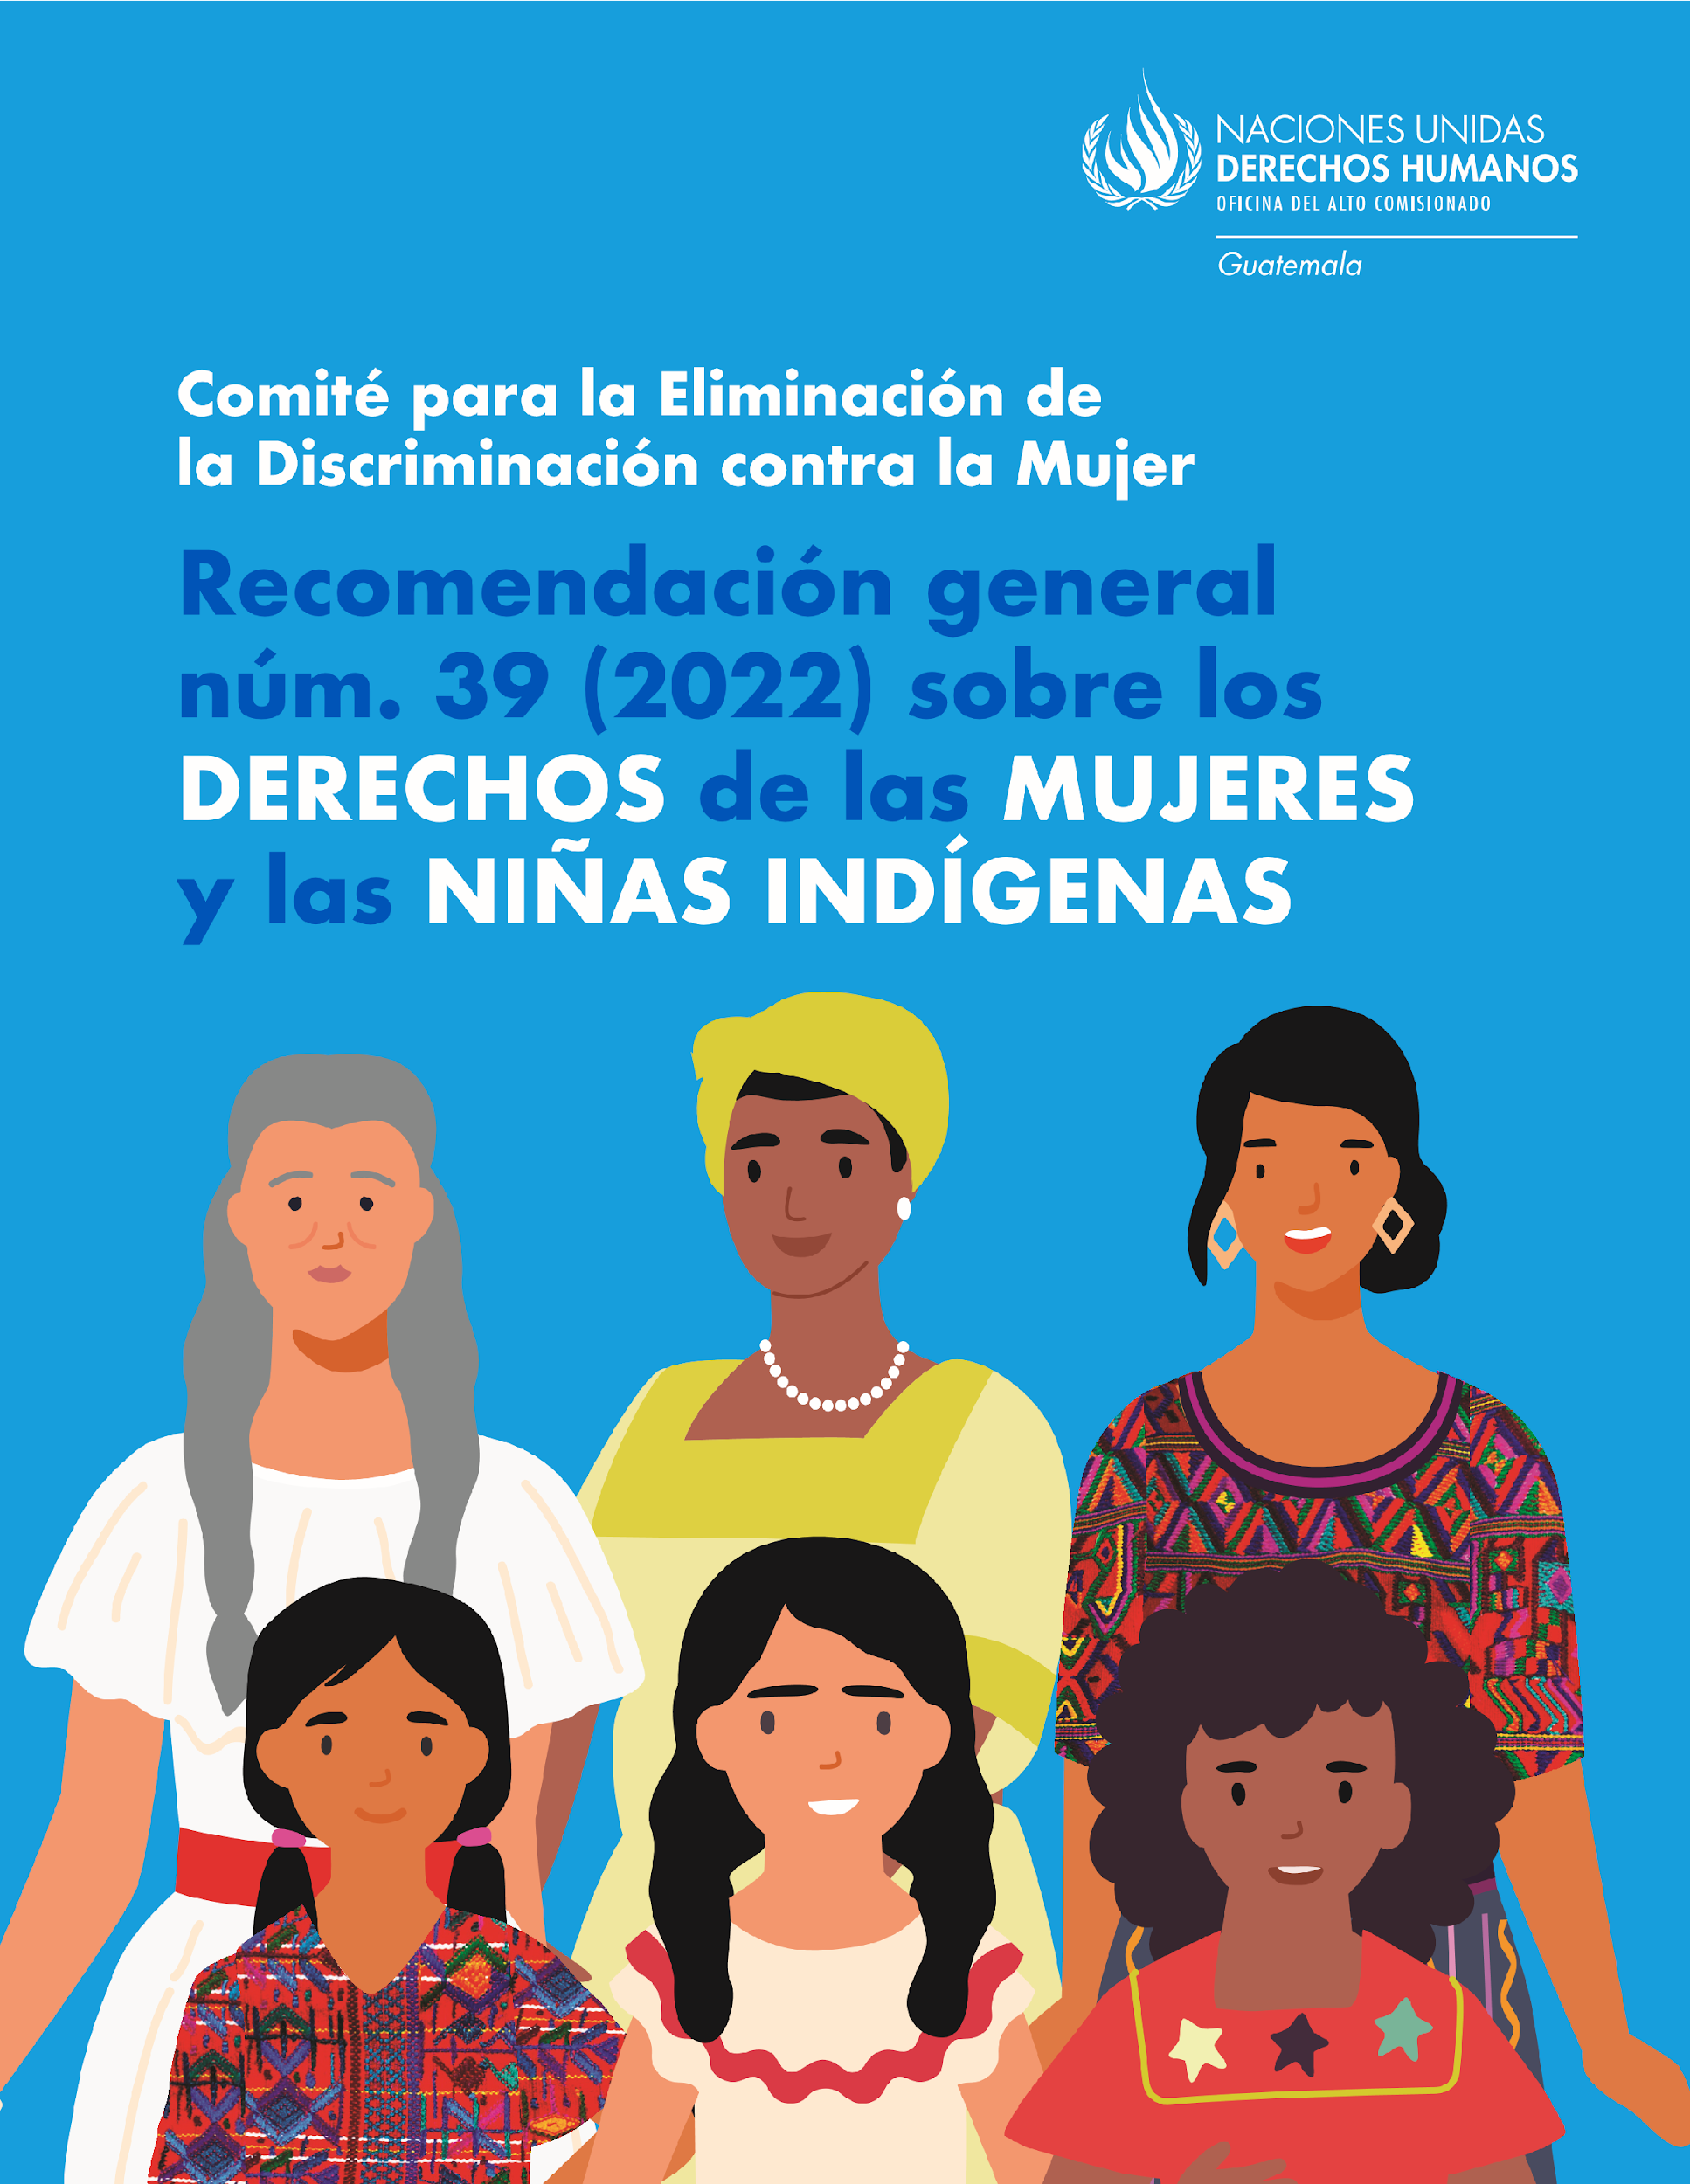 NACIONES UNIDAS
DERECHOS HUMANOS
OFICINA DEL ALTO COMISIONADO
Guatemala
Comité para la Eliminación de
la Discriminación contra la Mujer
Recomendación general
núm. 39 (2022) sobre los
DERECHOS de las MUJERES
y las NIÑAS INDÍGENAS